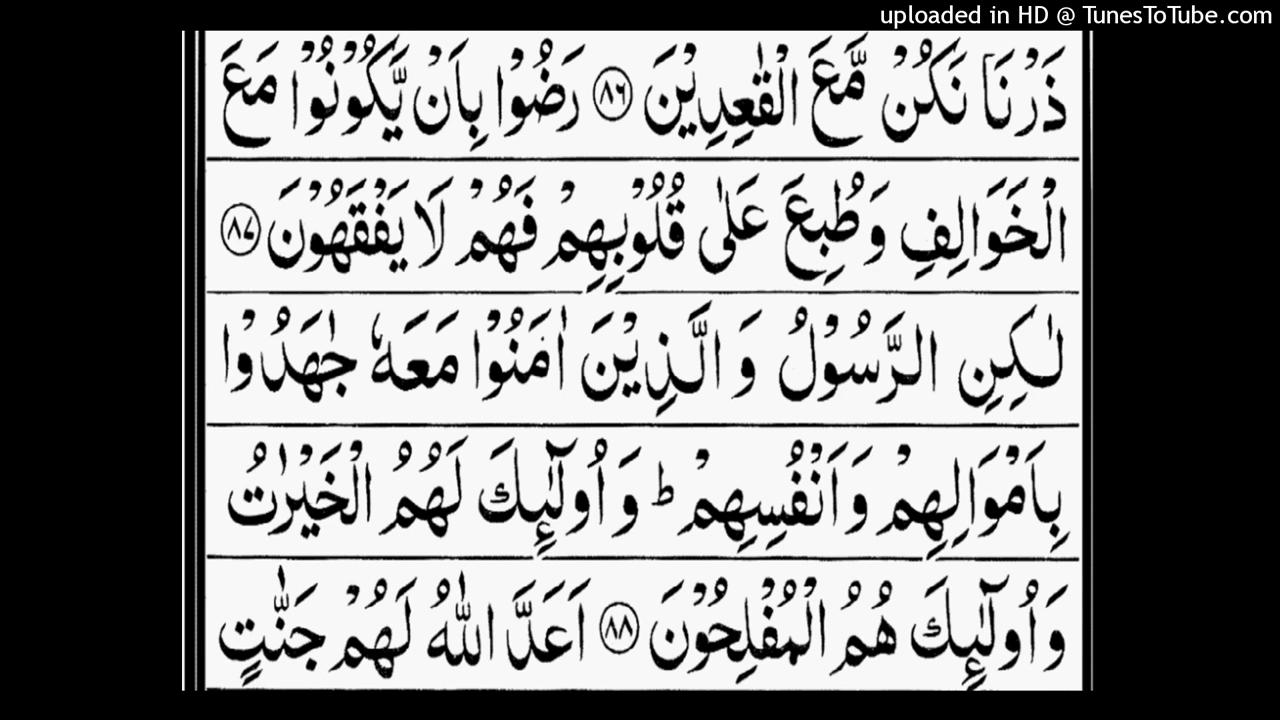 uploaded in HD @ TunesToTube.com
ذَرْنَا نَكُنْ مَّعَ الْقٰعِدِیْنَ ﴿۸۶﴾ رَضُوْا بِاَنْ یَّكُوْنُوْا مَعَ
الْخَوَالِفِ وَطُبِعَ عَلٰی قُلُوْبِهِمْ فَهُمْ لَا یَفْقَهُوْنَ ﴿۸۷﴾
لٰكِنِ الرَّسُوْلُ وَالَّذِیْنَ اٰمَنُوْا مَعَهٗ جٰهَدُوْا
بِاَمْوَالِهِمْ وَاَنْفُسِهِمْ ؕ وَاُولٰٓئِكَ لَهُمُ الْخَیْرٰتُ
وَاُولٰٓئِكَ هُمُ الْمُفْلِحُوْنَ ﴿۸۸﴾ اَعَدَّ اللّٰهُ لَهُمْ جَنّٰتٍ